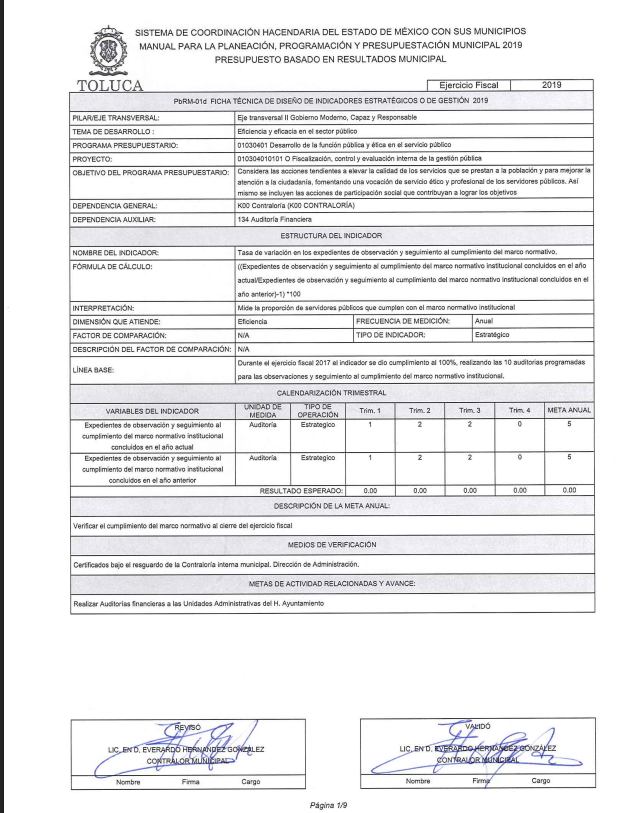 SISTEMA DE COORDINACIÓN HACENDARIA DEL ESTADO DE MÉXICO CON SUS MUNICIPIOS
MANUAL PARA LA PLANEACIÓN, PROGRAMACIÓN Y PRESUPUESTACIÓN MUNICIPAL 2019
PRESUPUESTO BASADO EN RESULTADOS MUNICIPAL
TOLUCA
Ejercicio Fiscal 2019
PbRM-01d FICHA TÉCNICA DE DISEÑO DE INDICADORES ESTRATÉGICOS O DE GESTIÓN 2019
PILAR/EJE TRANSVERSAL: Eje transversal II Gobierno Moderno, Capaz y Responsable
TEMA DE DESARROLLO : Eficiencia y eficacia en el sector público
PROGRAMA PRESUPUESTARIO: 01030401 Desarrollo de la función pública y ética en el servicio público
PROYECTO: 010304010101 O Fiscalización, control y evaluación interna de la gestión pública
OBJETIVO DEL PROGRAMA PRESUPUESTARIO: Considera las acciones tendientes a elevar la calidad de los servicios que se prestan a la población y para mejorar la
atención a la ciudadanía, fomentando una vocación de servicio ético y profesional de los servidores públicos. Así
mismo se incluyen las acciones de participación social que contribuyan a lograr los objetivos
DEPENDENCIA GENERAL: K00 Contraloría (K00 CONTRALORÍA)
DEPENDENCIA AUXILIAR: 134 Auditoría Financiera
ESTRUCTURA DEL INDICADOR
NOMBRE DEL INDICADOR: Tasa de variación en los expedientes de observación y seguimiento al cumplimiento del marco normativo.
FÓRMULA DE CÁLCULO: ((Expedientes de observación y seguimiento al cumplimiento del marco normativo institucional concluidos en el año
actual/Expedientes de observación y seguimiento al cumplimiento del marco normativo institucional concluidos en el
año anterior)-1) *100
INTERPRETACIÓN: Mide la proporción de servidores públicos que cumplen con el marco normativo institucional
DIMENSIÓN QUE ATIENDE: Eficiencia FRECUENCIA DE MEDICIÓN: Anual
FACTOR DE COMPARACIÓN: N/A TIPO DE INDICADOR: Estratégico
DESCRIPCIÓN DEL FACTOR DE COMPARACIÓN: N/A
LÍNEA BASE: Durante el ejercicio fiscal 2017 el indicador se dio cumplimiento al 100%, realizando las 10 auditorias programadas
para las observaciones y seguimiento al cumplimiento del marco normativo institucional.
CALENDARIZACIÓN TRIMESTRAL
VARIABLES DEL INDICADOR UNIDAD DE MEDIDA TIPO DE OPERACIÓN Trim. 1 Trim. 2 Trim. 3 Trim. 4 META ANUAL
Expedientes de observación y seguimiento al Auditoría Estrategico 1 2 2 0 5
cumplimiento del marco normativo institucional
concluidos en el año actual
Expedientes de observación y seguimiento al Auditoría Estrategico 1 2 2 0 5
cumplimiento del marco normativo institucional
concluidos en el año anterior
RESULTADO ESPERADO: 0.00 0.00 0.00 0.00 0.00
DESCRIPCIÓN DE LA META ANUAL:
Verificar el cumplimiento del marco normativo al cierre del ejercicio fiscal
MEDIOS DE VERIFICACIÓN
Certificados bajo el resguardo de la Contraloría interna municipal. Dirección de Administración.
METAS DE ACTIVIDAD RELACIONADAS Y AVANCE:
Realizar Auditorías financieras a las Unidades Administrativas del H. Ayuntamiento
REVISÓ
LIC. EN D. EVERARDO HERNÁNDEZ GONZÁLEZ
CONTRALOR MUNICIPAL
Nombre Firma Cargo
VALIDÓ
LIC. EN D. EVERARDO HERNÁNDEZ GONZÁLEZ
CONTRALOR MUNICIPAL
Nombre Firma Cargo
Página 1/9